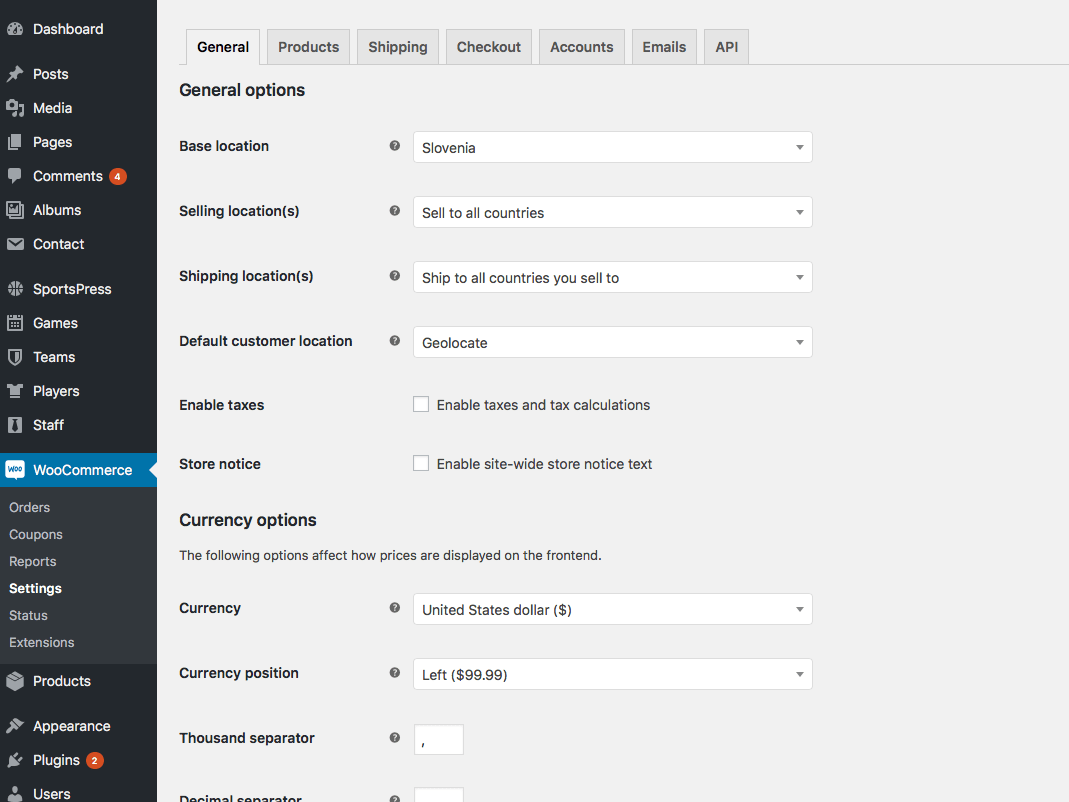 Dashboard
Posts
Media
Pages
Comments 4
Albums
Contact
SportsPress
Games
Teams
Players
Staff
WOO WooCommerce
Orders
Coupons
Reports
Settings
Status
Extensions
Products
Appearance
Plugins 2
Users
General Products Shipping Checkout Accounts Emails API
General options
Base location ? Slovenia
Selling location(s) ? Sell to all countries
Shipping location(s) ? Ship to all countries you sell to
Default customer location ? Geolocate
Enable taxes Enable taxes and tax calculations
Store notice Enable site-wide store notice text
Currency options
The following options affect how prices are displayed on the frontend.
Currency ? United States dollar ($)
Currency position ? Left ($99.99)
Thousand separator ? ,
Decimal separator ?